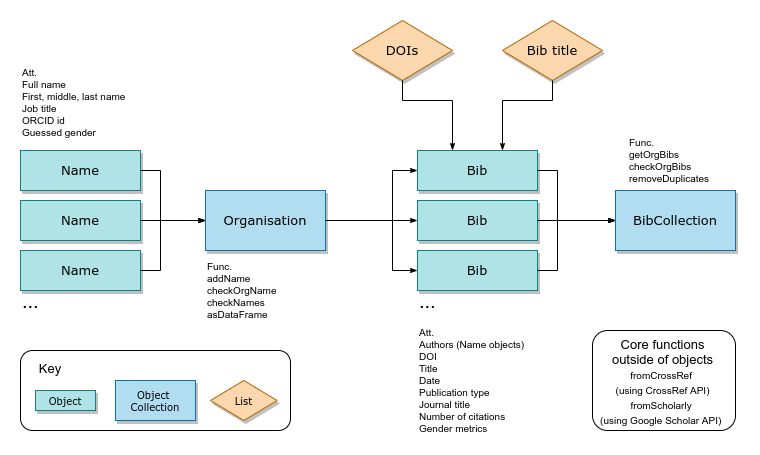 DOIs
Bib title
Att.
Full name
First, middle, last name
Job title
ORCID id
Guessed gender
Name
Name
Name
...
Organisation
Func.
addName
checkOrgName
checkNames
asDataFrame
Bib
Bib
Bib
...
Att.
Authors (Name objects)
DOI
Title
Date
Publication type
Journal title
Number of citations
Gender metrics
Func.
getOrgBibs
checkOrgBibs
removeDuplicates
BibCollection
Key
Object
Object
Collection
List
Core functions
outside of objects
fromCrossRef
(using CrossRef API)
fromScholarly
(using Google Scholar API)